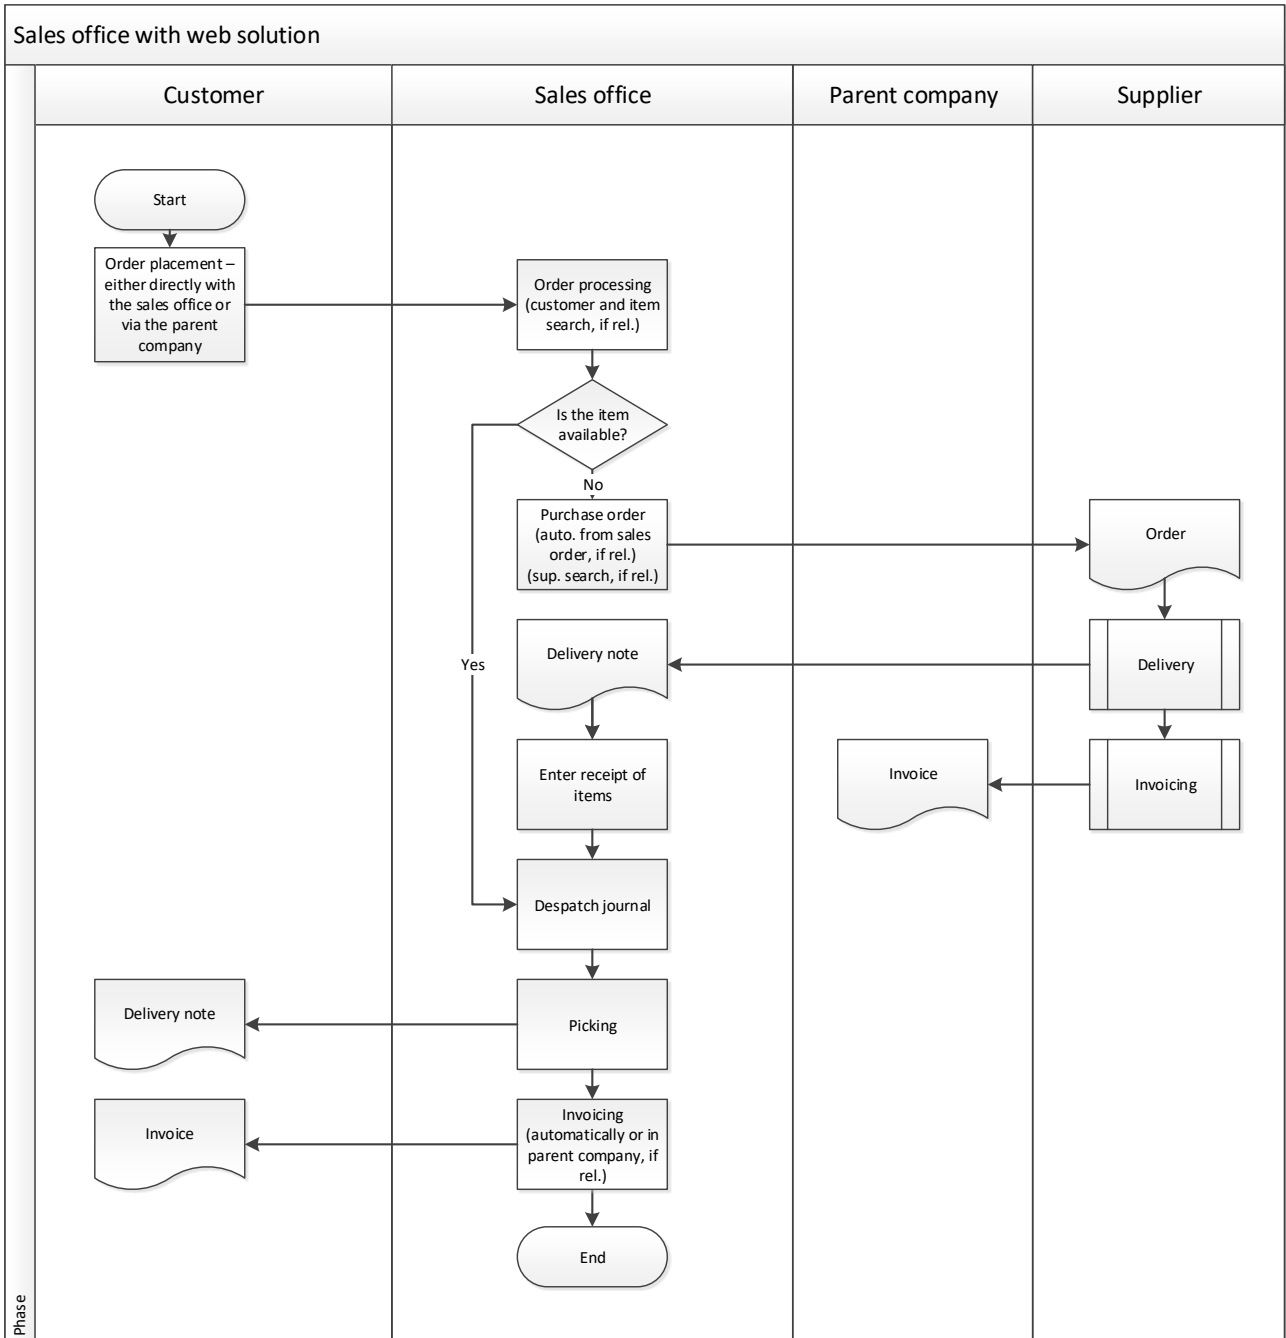 Sales office with web solution
Customer
Sales office
Parent company
Supplier
Start
Order placement –
either directly with
the sales office or
via the parent
company
Order processing
(customer and item
search, if rel.)
Is the item
available?
No
Yes
Purchase order
(auto. from sales
order, if rel.)
(sup. search, if rel.)
Order
Delivery note
Delivery
Enter receipt of
items
Invoice
Invoicing
Despatch journal
Delivery note
Picking
Invoice
Invoicing
(automatically or in
parent company, if
rel.)
End
Phase